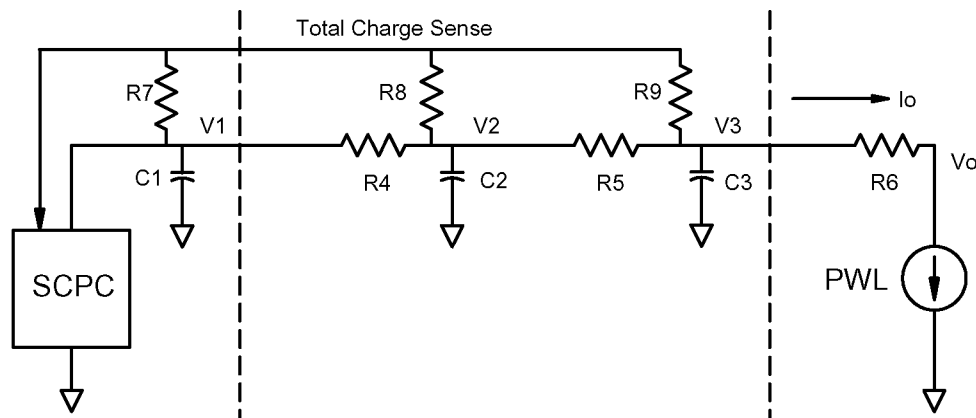 Total Charge Sense
R7
R8
R9
Io
V1
V2
V3
Vo
C1
R4
C2
R5
C3
R6
SCPC
PWL